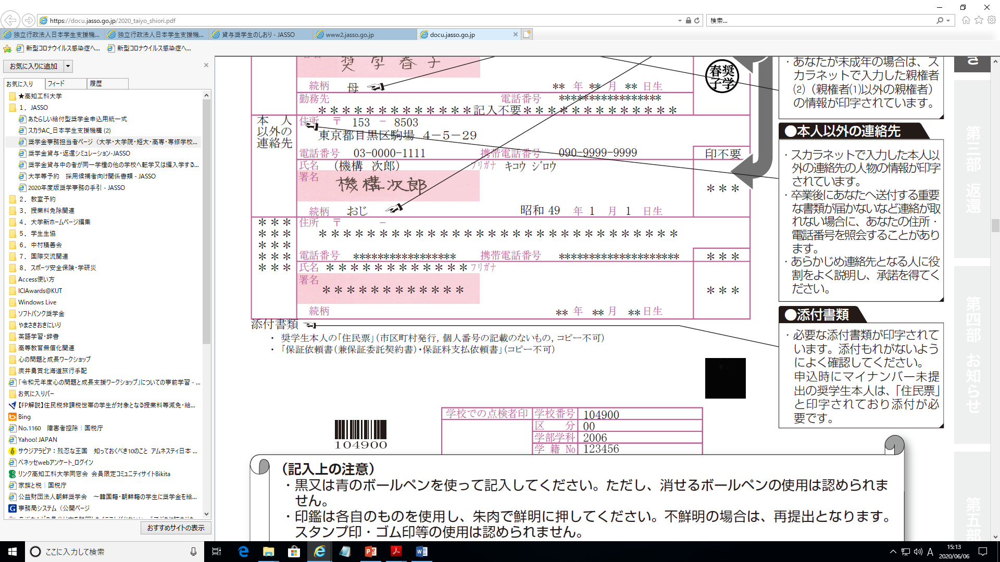 https://docu.jasso.go.jp/2020_taiyo_shiori.pdf
検索...
独立行政法人日本学生支援機...
独立行政法人日本学生支援機...
貸与奨学生のしおり - JASSO
www2.jasso.go.jp
docu.jasso.go.jp
新型コロナウイルス感染症へ...
新型コロナウイルス感染症へ...
お気に入りに追加
お気に入り
フィード
履歴
★高知工科大学
１．JASSO
あたらしい給付型奨学金申込用紙一式
スカラAC_日本学生支援機構 (2)
奨学金事務担当者ページ（大学・大学院・短大・高専・専修学校...
奨学金貸与・返還シミュレーション-JASSO
奨学金貸与中の者が同一学種の他の学校へ転学又は編入学する...
大学等予約　採用候補者向け関係書類 - JASSO
2020年度版奨学事務の手引 - JASSO
２．教室予約
３．授業料免除関連
４．大学新ホームページ編集
５．学生生協
６．中村積善会
７．国際交流関連
８．スポーツ安全保険・学研災
Access使い方
ICIAwards@KUT
Windows Live
ソフトバンク奨学金
やまさきおきにいり
英語学習・辞書
高等教育無償化関連
心の問題と成長ワークショップ
廣井勇賞北海道旅行手配
「令和元年度心の問題と成長支援ワークショップ」についての事前学習 - ...
お気に入りバー
【FP解説】住民税非課税世帯の学生が対象となる授業料等減免・給...
Bing
No.1160　障害者控除｜国税庁
Yahoo! JAPAN
サウジアラビア：残忍な王国　知っておくべき10のこと アムネスティ日本 ...
ベネッセwebアンケート_ログイン
リンク高知工科大学同窓会 会員限定コミュニティサイトBikita
家族と税｜国税庁
公益財団法人朝鮮奨学会　～韓国籍・朝鮮籍の学生に奨学金を給...
事務局システム（公開ページ
おすすめサイトの表示
奨学春子
続柄 母 ** 年 ** 月 ** 日生
奨学春子
勤務先 電話番号 *****************
＊＊＊＊＊＊＊＊＊＊＊＊＊記入不要＊＊＊＊＊＊＊＊＊＊＊＊＊
本　人
以外の
連絡先
住所 〒 153 － 8503
東京都目黒区駒場　４－５－29
電話番号 03-0000-1111 携帯電話番号 090-9999-9999 印不要
氏名 （機構　次郎） フリガナ ｷｺｳ ｼﾞﾛｳ
署名 機構次郎 ＊＊＊
続柄 おじ 昭和 49 年 1 月 1 日生
＊＊＊ 住所 〒 －
＊＊＊ ＊＊＊＊＊＊＊＊＊＊＊＊＊＊＊＊＊＊＊＊＊＊＊＊＊＊＊＊＊＊
＊＊＊
＊＊＊ 電話番号 ***************** 携帯電話番号 ******************** ＊＊＊
＊＊＊ 氏名 ＊＊＊＊＊＊＊＊＊＊＊＊ フリガナ
署名
＊＊＊＊＊＊＊＊＊＊＊＊ ＊＊＊
続柄 ** 年 ** 月 ** 日生
添付書類
・ 奨学生本人の「住民票」（市区町村発行，個人番号の記載のないもの，コピー不可）
・ 「保証依頼書（兼保証委託契約書）・保証料支払依頼書」（コピー不可）
104900
学校での点検者印 学校番号 104900
区　分 00
学部学科 2006
学 籍 No 123456
・あなたが未成年の場合は、ス
カラネットで入力した親権者
⑵（親権者⑴以外の親権者）
の情報が印字されています。
●本人以外の連絡先
・スカラネットで入力した本人以
外の連絡先の人物の情報が印字
されています。
・卒業後にあなたへ送付する重要
な書類が届かないなど連絡が取
れない場合に、あなたの住所・
電話番号を照会することがあり
ます。
・あらかじめ連絡先となる人に役
割をよく説明し、承諾を得てく
ださい。
●添付書類
・必要な添付書類が印字されて
います。添付もれがないよう
によく確認してください。
申込時にマイナンバー未提
出の奨学生本人は、「住民票」
と印字されており添付が必
要です。
第三部　返還
第四部　お知らせ
第五部
（記入上の注意）
・黒又は青のボールペンを使って記入してください。ただし、消せるボールペンの使用は認められま
せん。
・印鑑は各自のものを使用し、朱肉で鮮明に押してください。不鮮明の場合は、再提出となります。
スタンプ印・ゴム印等の使用は認められません。
ここに入力して検索
A
15:13
2020/06/06